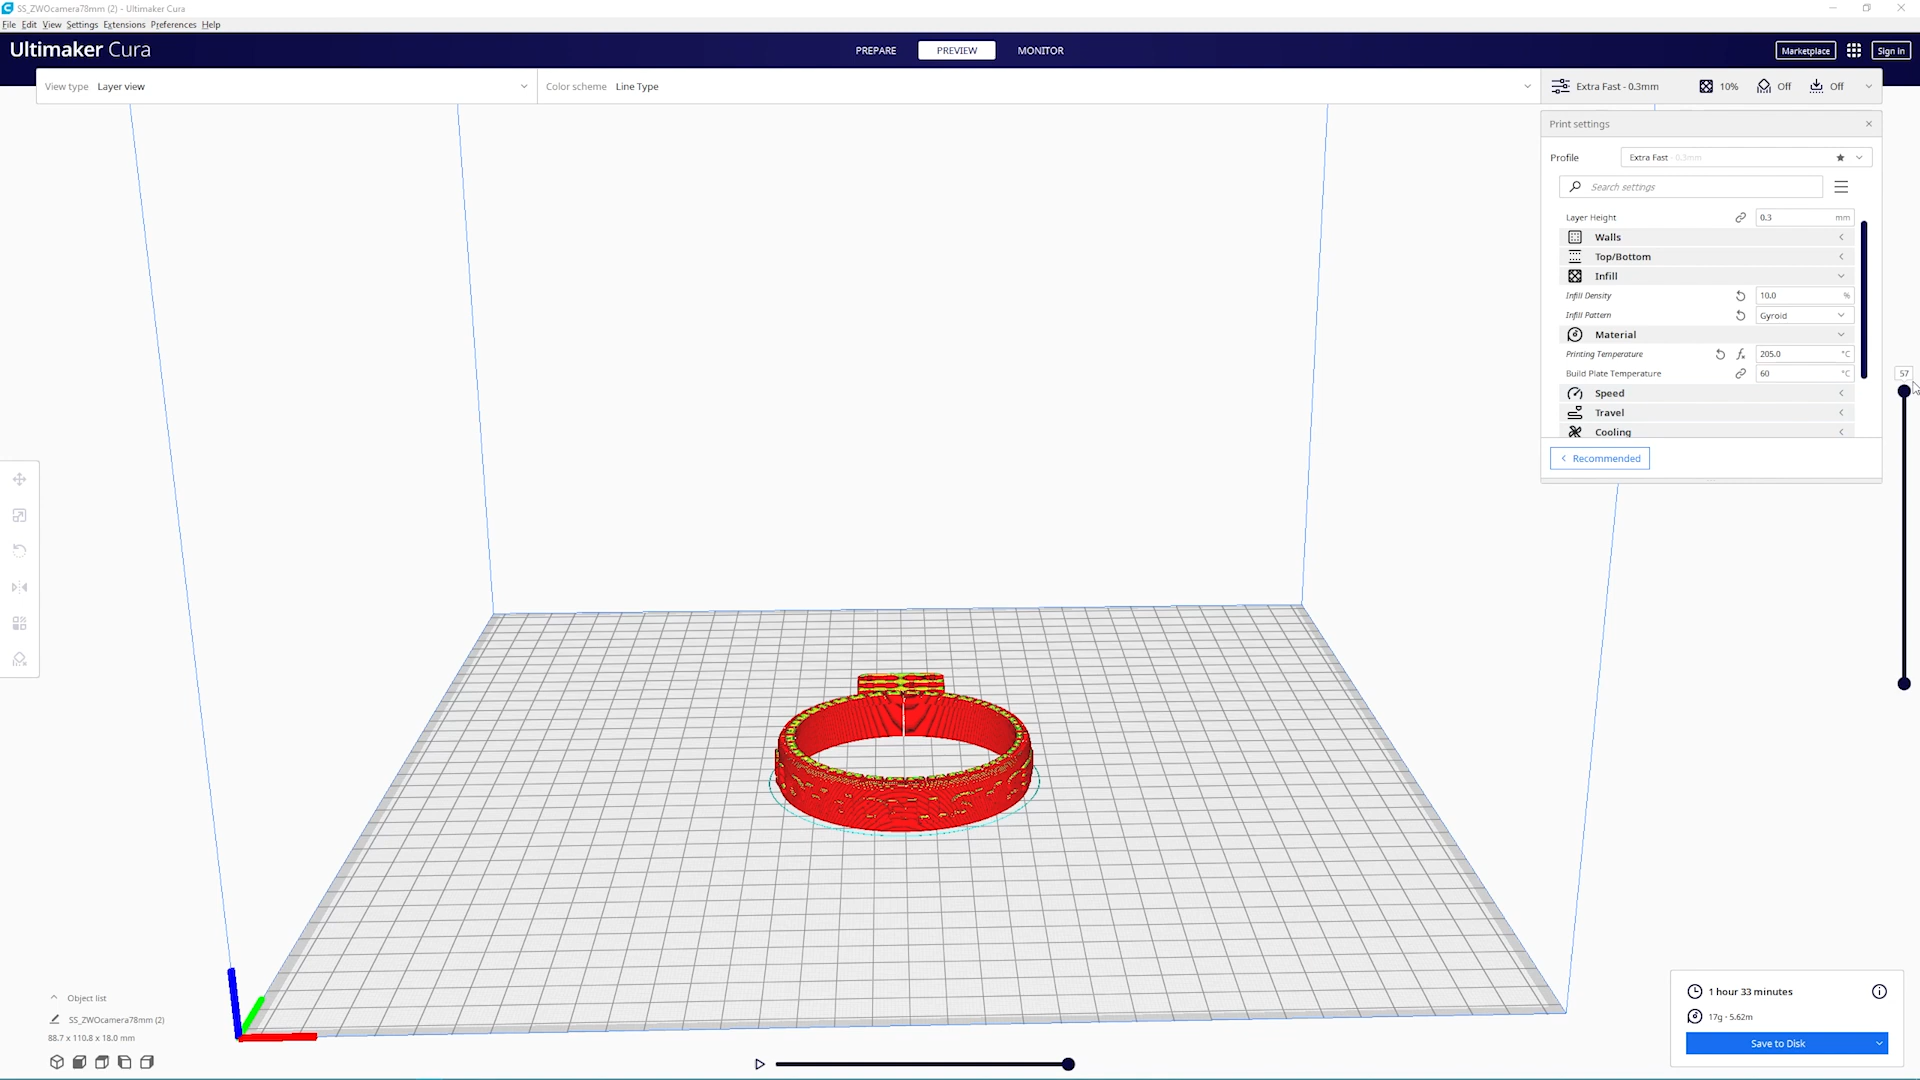 SS_ZWOcamera78mm (2) - Ultimaker Cura
File Edit View Settings Extensions Preferences Help
Ultimaker Cura
PREPARE PREVIEW MONITOR
Marketplace Sign in
View type Layer view
Color scheme Line Type
Extra Fast - 0.3mm 10% Off Off
Print settings
Profile Extra Fast - 0.3mm
Search settings
Layer Height 0.3 mm
Walls
Top/Bottom
Infill
Infill Density 10.0 %
Infill Pattern Gyroid
Material
Printing Temperature 205.0 °C
Build Plate Temperature 60 °C
Speed
Travel
Cooling
Recommended
57
Object list
SS_ZWOcamera78mm (2)
88.7 x 110.8 x 18.0 mm
1 hour 33 minutes
17g · 5.62m
Save to Disk